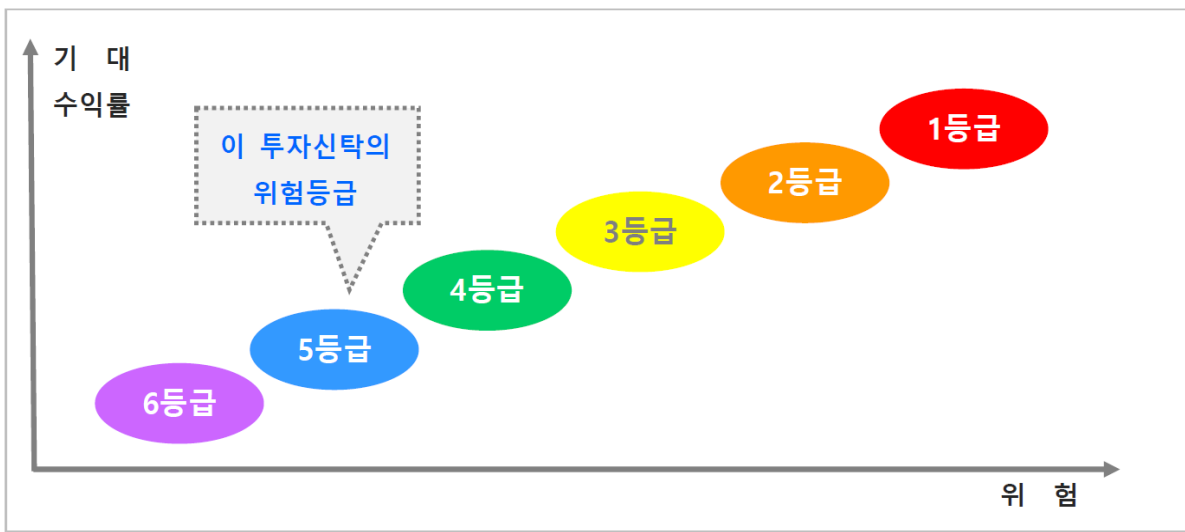 기 대
수익률
이 투자신탁의
위험등급
1등급
2등급
3등급
4등급
5등급
6등급
위 험